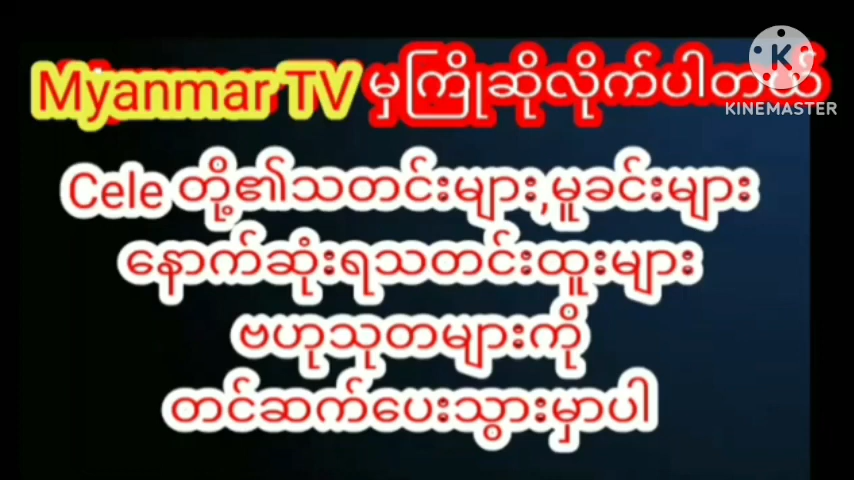 Myanmar TV မှကြိုဆိုလိုက်ပါတယ်
KINEMASTER
Cele တို့၏သတင်းများ,မူခင်းများ
နောက်ဆုံးရသတင်းထူးများ
ဗဟုသုတများကို
တင်ဆက်ပေးသွားမှာပါ